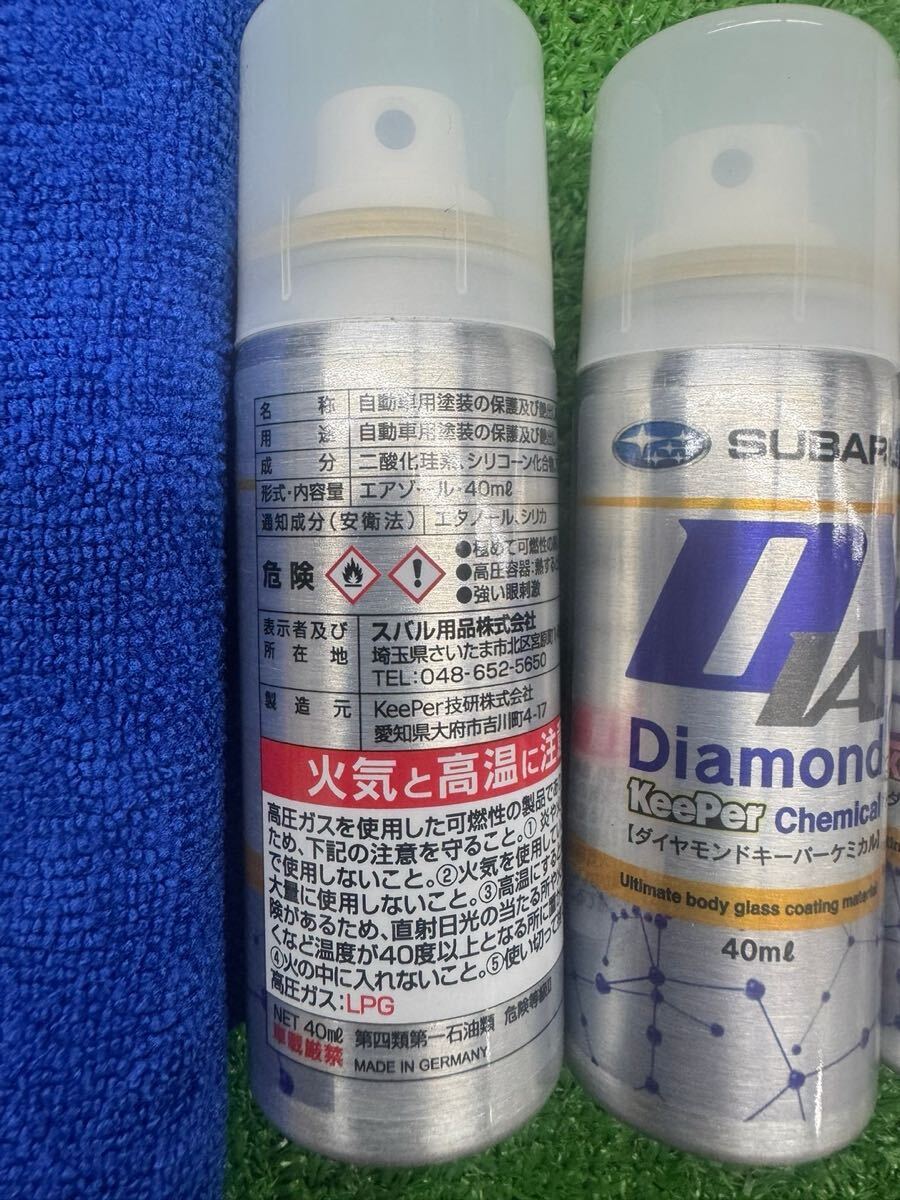 名 称 自動車用塗装の保護及び艶出
用 途 自動車用塗装の保護及び艶出
成 分 二酸化珪素、シリコーン化合物、
形式・内容量 エアゾール・40mℓ
通知成分(安衛法) エタノール、シリカ
危険
●極めて可燃性の
●高圧容器:熱する
●強い眼刺激
表示者及び所在地 スバル用品株式会社
埼玉県さいたま市北区宮原町
TEL:048-652-5650
製造元 KeePer技研株式会社
愛知県大府市吉川町4-17
火気と高温に注意
高圧ガスを使用した可燃性の製品であり
ため、下記の注意を守ること。①炎や火
で使用しないこと。②火気を使用してい
大量に使用しないこと。③高温にすると
険があるため、直射日光の当たる所や火
くなど温度が40度以上となる所に置
④火の中に入れないこと。⑤使い切って
高圧ガス:LPG
NET 40mℓ 第四類第一石油類 危険等級Ⅱ
車載厳禁 MADE IN GERMANY
SUBAR
DIA
Diamond
KeePer Chemical
【ダイヤモンドキーパーケミカル】
Ultimate body glass coating material
40mℓ